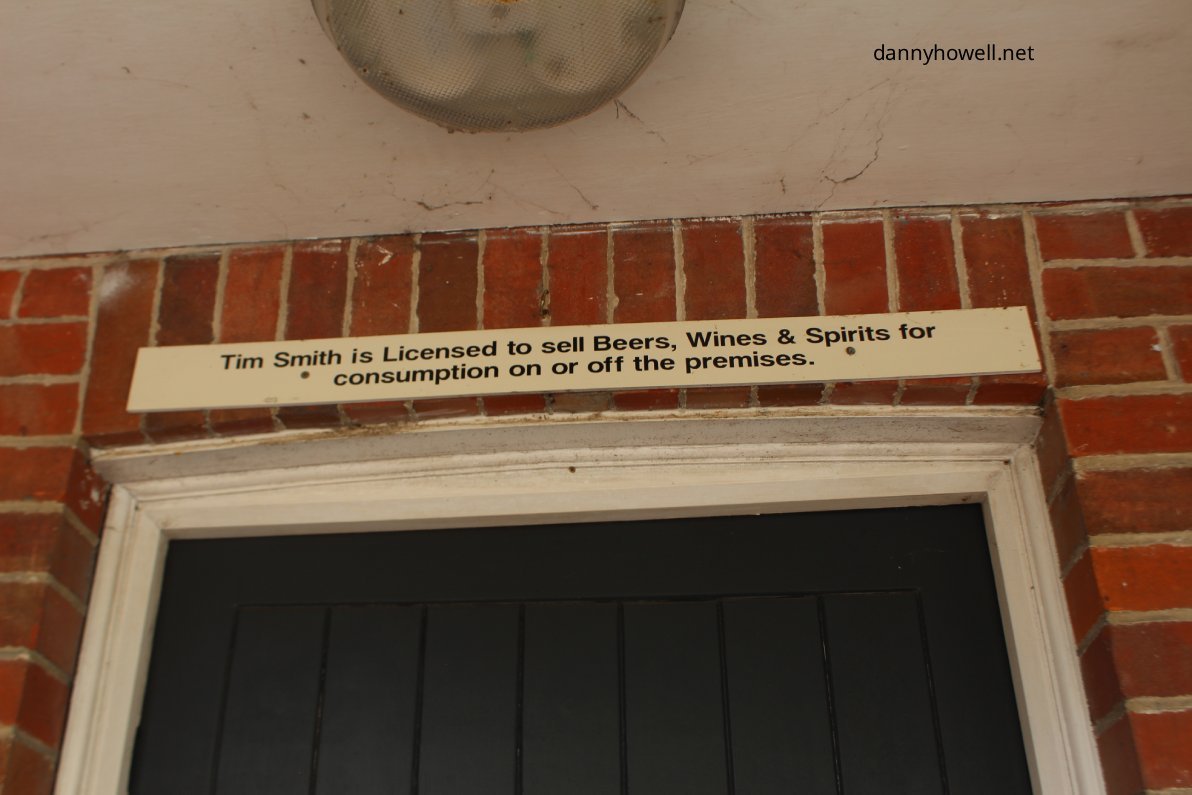 dannyhowell.net
Tim Smith is Licensed to sell Beers, Wines & Spirits for
consumption on or off the premises.